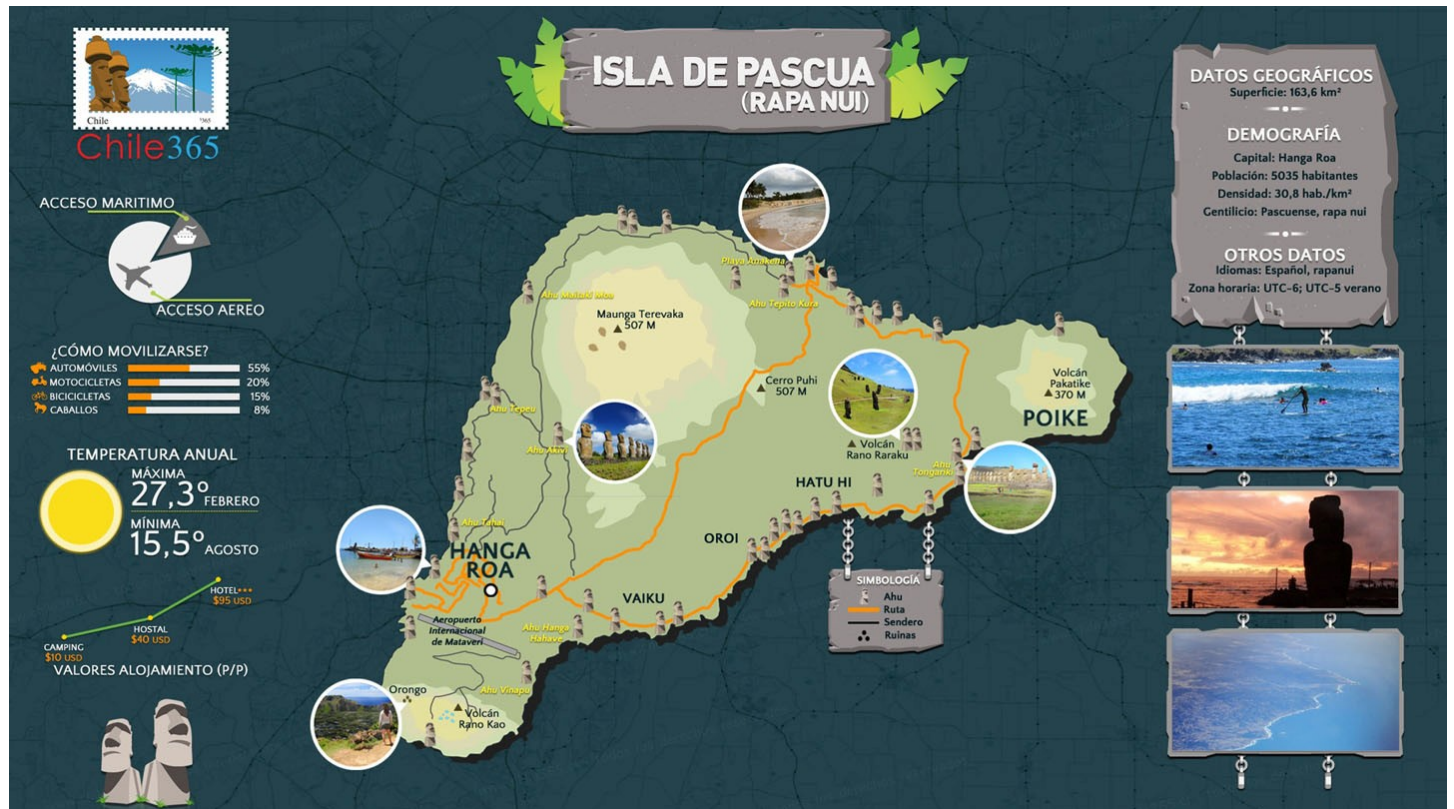 ISLA DE PASCUA
(RAPA NUI)
Chile
°365
Chile365
ACCESO MARITIMO
ACCESO AEREO
¿CÓMO MOVILIZARSE?
AUTOMÓVILES 55%
MOTOCICLETAS 20%
BICICICLETAS 15%
CABALLOS 8%
TEMPERATURA ANUAL
MÁXIMA
27,3° FEBRERO
MÍNIMA
15,5° AGOSTO
HOTEL•••
$95 USD
HOSTAL
$40 USD
CAMPING
$10 USD
VALORES ALOJAMIENTO (P/P)
Playa Anakena
Ahu Maitaki Moa
Ahu Tepito Kura
Maunga Terevaka
507 M
Cerro Puhi
507 M
Volcán
Pakatike
370 M
POIKE
Ahu Tepeu
Ahu Akivi
Volcán
Rano Raraku
Ahu
Tongariki
HATU HI
Ahu Tahai
HANGA
ROA
OROI
VAIKU
Aeropuerto
Internacional
de Mataveri
Ahu Hanga
Hahave
Ahu Vinapu
Orongo
Volcán
Rano Kao
SIMBOLOGÍA
Ahu
Ruta
Sendero
Ruinas
DATOS GEOGRÁFICOS
Superficie: 163,6 km²
DEMOGRAFÍA
Capital: Hanga Roa
Población: 5035 habitantes
Densidad: 30,8 hab./km²
Gentilicio: Pascuense, rapa nui
OTROS DATOS
Idiomas: Español, rapanui
Zona horaria: UTC-6; UTC-5 verano